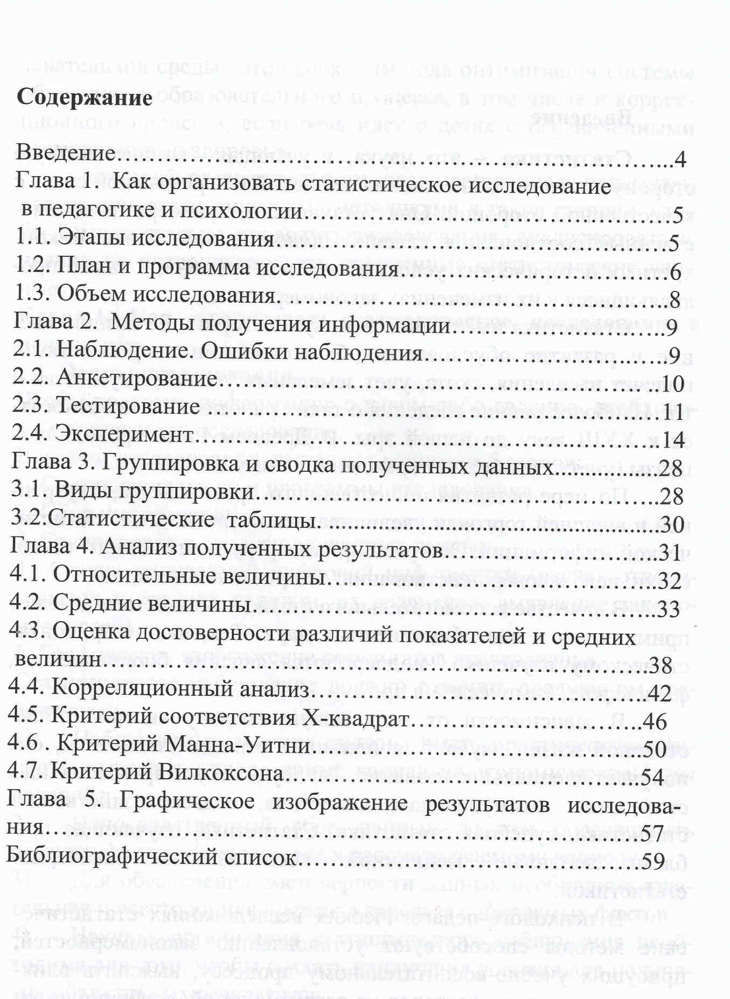 Содержание
Введение..........................................................................4
Глава 1.  Как организовать статистическое исследование
в педагогике и психологии..................................................5
1.1. Этапы исследования......................................................5
1.2. План и программа исследования...................................6
1.3. Объем исследования......................................................8
Глава 2.  Методы получения информации............................9
2.1. Наблюдение. Ошибки наблюдения................................9
2.2. Анкетирование............................................................10
2.3. Тестирование .............................................................11
2.4. Эксперимент...............................................................14
Глава 3. Группировка и сводка полученных данных.................28
3.1. Виды группировки.......................................................28
3.2.Статистические  таблицы. ............................................30
Глава 4. Анализ полученных результатов.............................31
4.1. Относительные величины............................................32
4.2. Средние величины.......................................................33
4.3. Оценка достоверности различий показателей и средних
величин...........................................................................38
4.4. Корреляционный анализ..............................................42
4.5. Критерий соответствия Х-квадрат................................46
4.6 . Критерий Манна-Уитни..............................................50
4.7. Критерий Вилкоксона..................................................54
Глава  5.  Графическое  изображение  результатов  исследова-
ния.................................................................................57
Библиографический список...............................................59